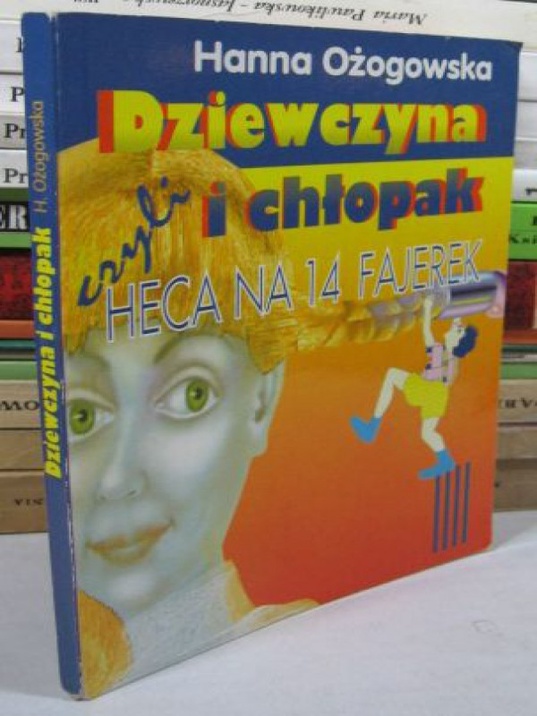 Maria Pawlikowska - Jasnorzewska
Hanna Ożogowska
Dziewczyna
i chłopak
czyli
HECA NA 14 FAJEREK
Dziewczyna i chłopak H. Ożogowska